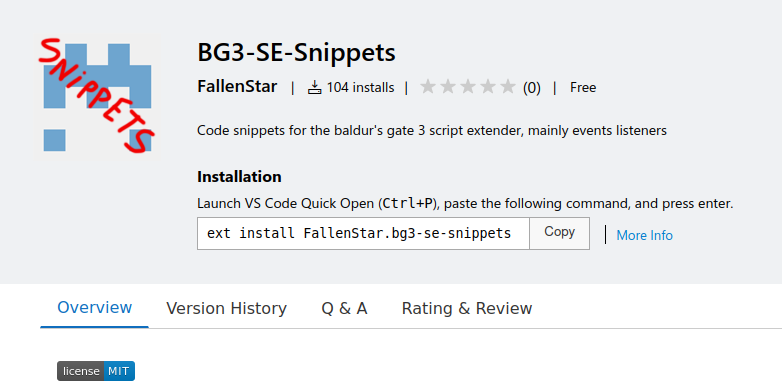 SNIPPETS
BG3-SE-Snippets
FallenStar | 104 installs | (0) | Free
Code snippets for the baldur's gate 3 script extender, mainly events listeners
Installation
Launch VS Code Quick Open (Ctrl+P), paste the following command, and press enter.
ext install FallenStar.bg3-se-snippets Copy | More Info
Overview Version History Q & A Rating & Review
license MIT